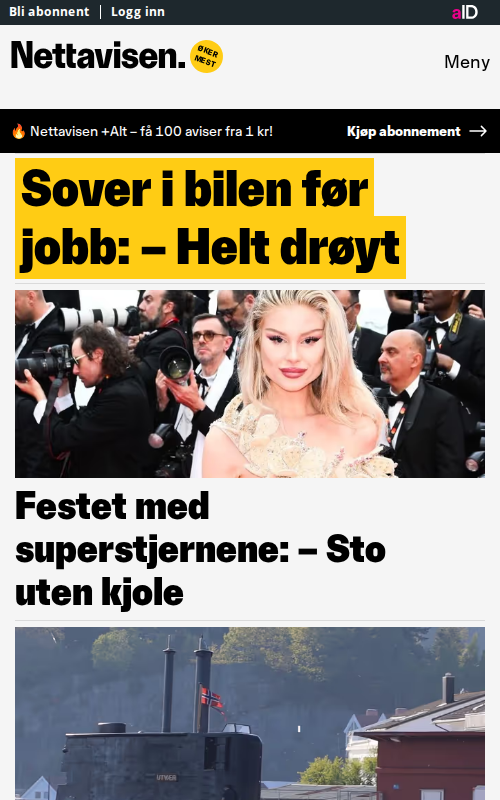 Bli abonnent | Logg inn
aID
Nettavisen.
ØKER
MEST
Meny
🔥 Nettavisen +Alt – få 100 aviser fra 1 kr!
Kjøp abonnement →
Sover i bilen før
jobb: – Helt drøyt
Festet med
superstjernene: – Sto
uten kjole
UTVÆR